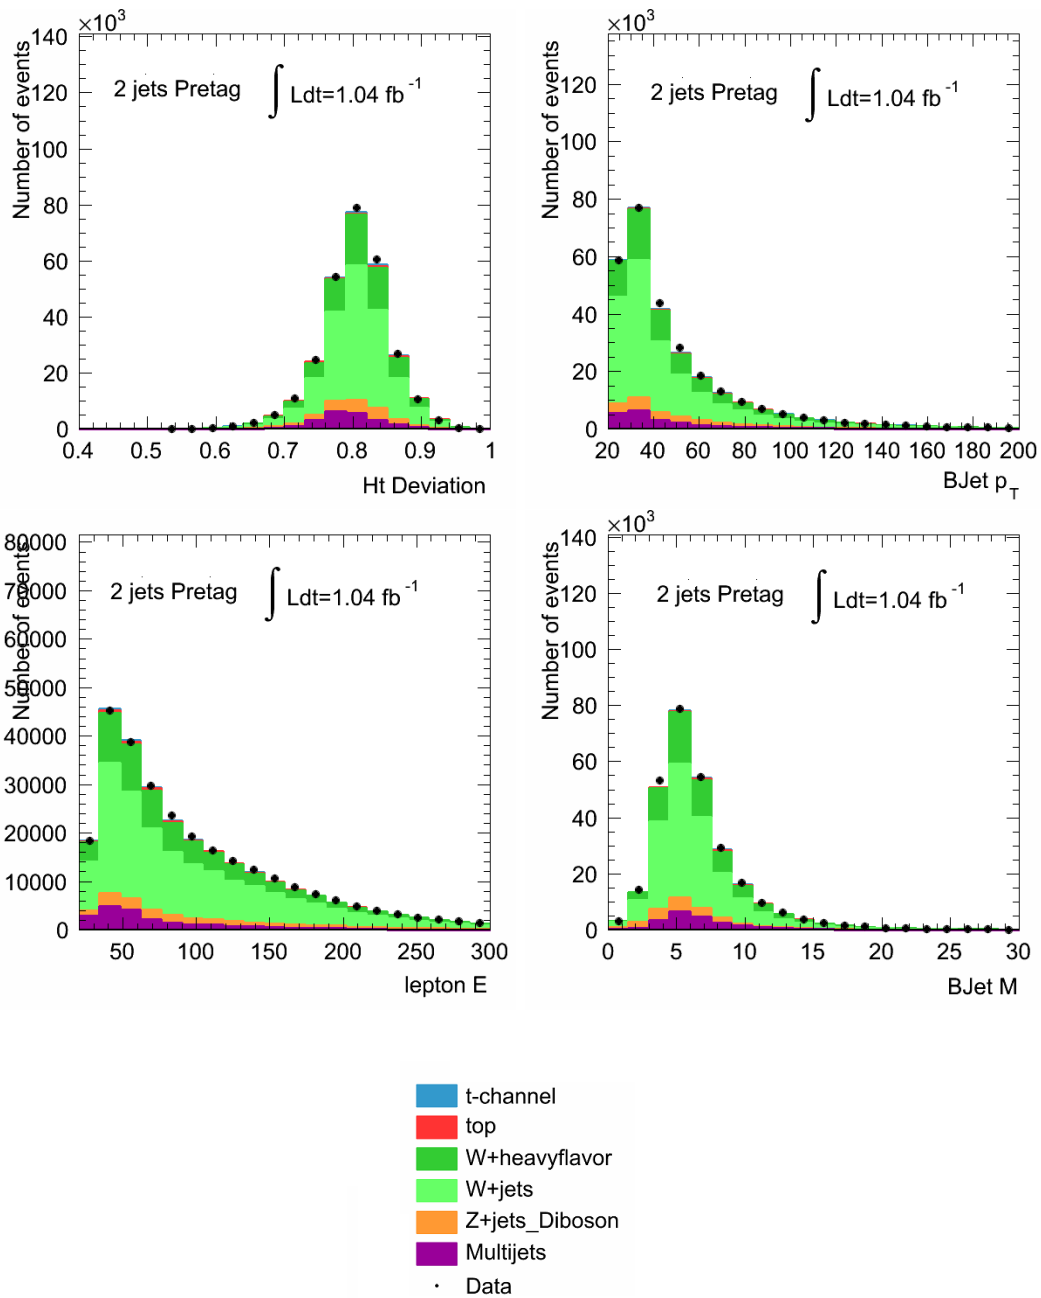 ×10³
Number of events
140
120
100
80
60
40
20
0
2 jets Pretag ∫ Ldt=1.04 fb⁻¹
0.4 0.5 0.6 0.7 0.8 0.9 1
Ht Deviation
×10³
Number of events
120
100
80
60
40
20
0
2 jets Pretag ∫ Ldt=1.04 fb⁻¹
20 40 60 80 100 120 140 160 180 200
BJet p_T
Number of events
80000
70000
60000
50000
40000
30000
20000
10000
0
2 jets Pretag ∫ Ldt=1.04 fb⁻¹
50 100 150 200 250 300
lepton E
×10³
Number of events
140
120
100
80
60
40
20
0
2 jets Pretag ∫ Ldt=1.04 fb⁻¹
0 5 10 15 20 25 30
BJet M
t-channel
top
W+heavyflavor
W+jets
Z+jets_Diboson
Multijets
Data